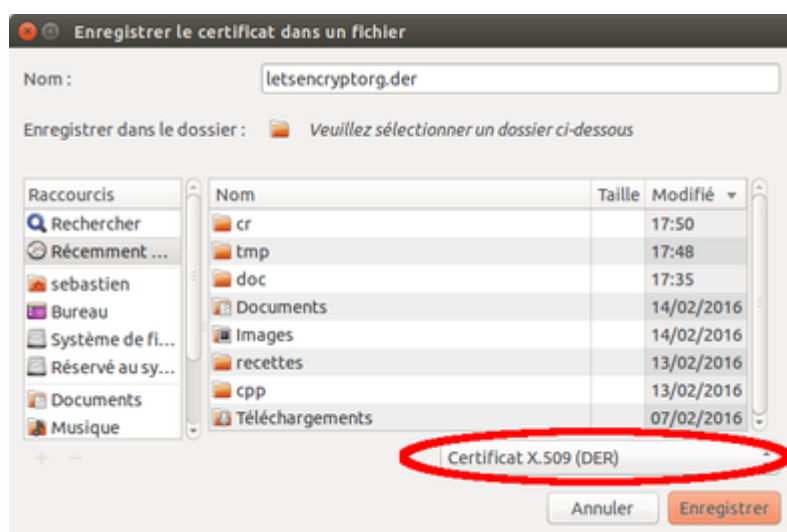 Enregistrer le certificat dans un fichier
Nom :
letsencryptorg.der
Enregistrer dans le dossier :
Veuillez sélectionner un dossier ci-dessous
Raccourcis
Rechercher
Récemment ...
sebastien
Bureau
Système de fi...
Réservé au sy...
Documents
Musique
Nom Taille Modifié
cr 17:50
tmp 17:48
doc 17:35
Documents 14/02/2016
Images 14/02/2016
recettes 13/02/2016
cpp 13/02/2016
Téléchargements 07/02/2016
Certificat X.509 (DER)
Annuler
Enregistrer